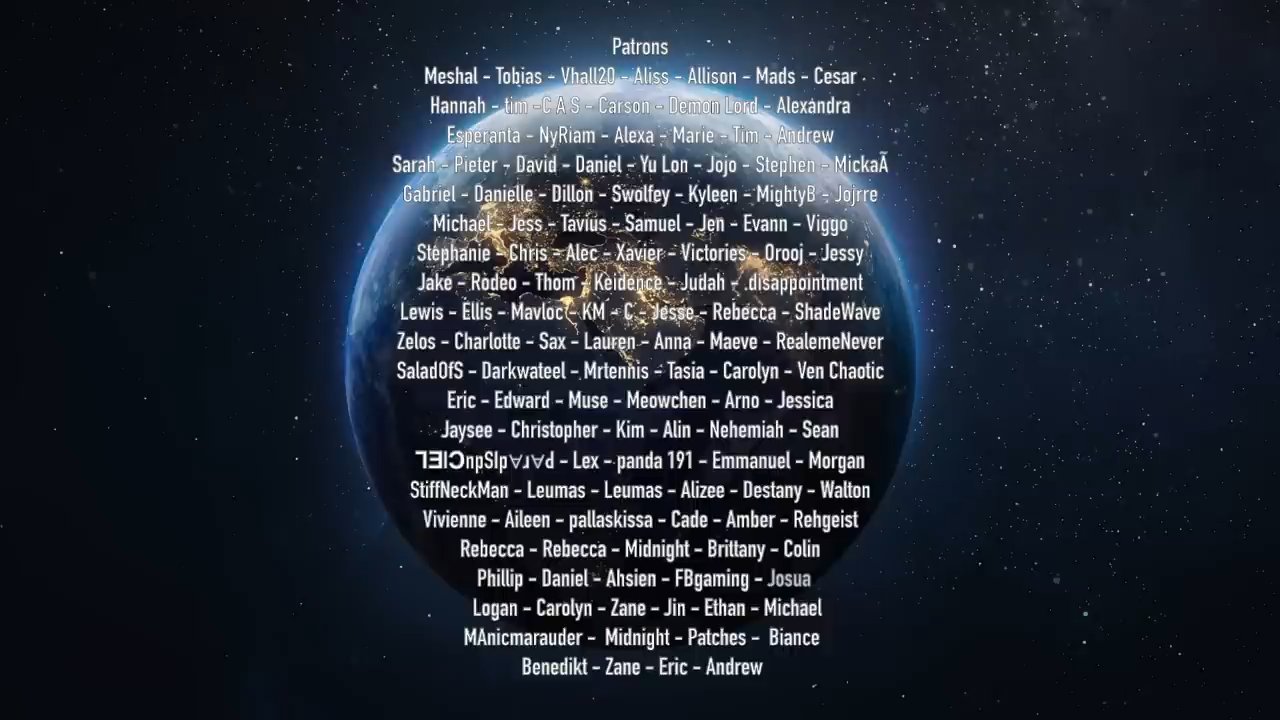 Patrons
Meshal - Tobias - Vhall20 - Aliss - Allison - Mads - Cesar
Hannah - tim -C A S - Carson - Demon Lord - Alexandra
Esperanta - NyRiam - Alexa - Marie - Tim - Andrew
Sarah - Pieter - David - Daniel - Yu Lon - Jojo - Stephen - MickaÃ
Gabriel - Danielle - Dillon - Swolfey - Kyleen - MightyB - Jojrre
Michael - Jess - Tavius - Samuel - Jen - Evann - Viggo
Stephanie - Chris - Alec - Xavier - Victories - Orooj - Jessy
Jake - Rodeo - Thom - Keidence - Judah - .disappointment
Lewis - Ellis - Mavloc - KM - C - Jesse - Rebecca - ShadeWave
Zelos - Charlotte - Sax - Lauren - Anna - Maeve - RealemeNever
SaladOfS - Darkwateel - Mrtennis - Tasia - Carolyn - Ven Chaotic
Eric - Edward - Muse - Meowchen - Arno - Jessica
Jaysee - Christopher - Kim - Alin - Nehemiah - Sean
ꞀƎIƆnpSIp∀ɹ∀d - Lex - panda 191 - Emmanuel - Morgan
StiffNeckMan - Leumas - Leumas - Alizee - Destany - Walton
Vivienne - Aileen - pallaskissa - Cade - Amber - Rehgeist
Rebecca - Rebecca - Midnight - Brittany - Colin
Phillip - Daniel - Ahsien - FBgaming - Josua
Logan - Carolyn - Zane - Jin - Ethan - Michael
MAnicmarauder - Midnight - Patches - Biance
Benedikt - Zane - Eric - Andrew